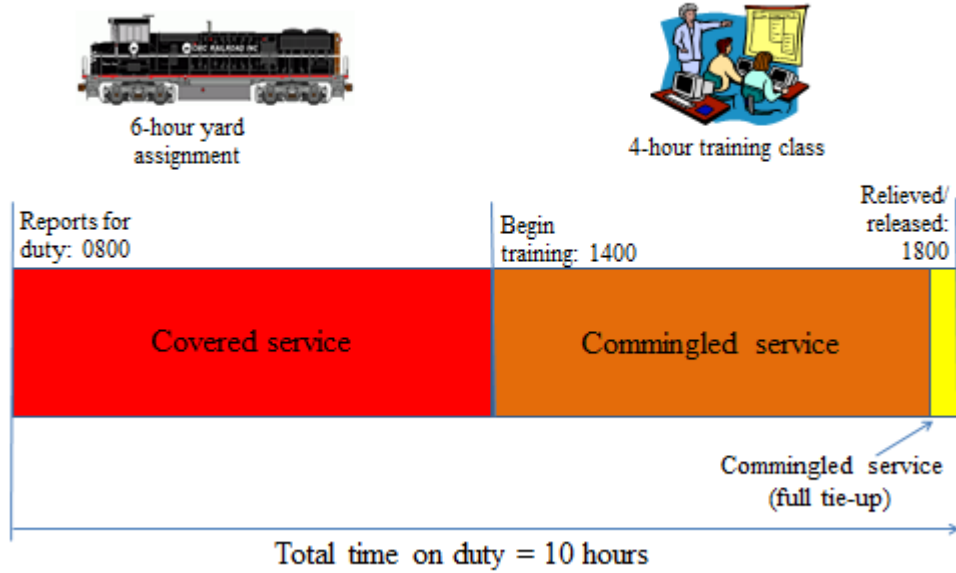 6-hour yard
assignment
4-hour training class
Reports for
duty: 0800
Begin
training: 1400
Relieved/
released:
1800
Covered service
Commingled service
Commingled service
(full tie-up)
Total time on duty = 10 hours